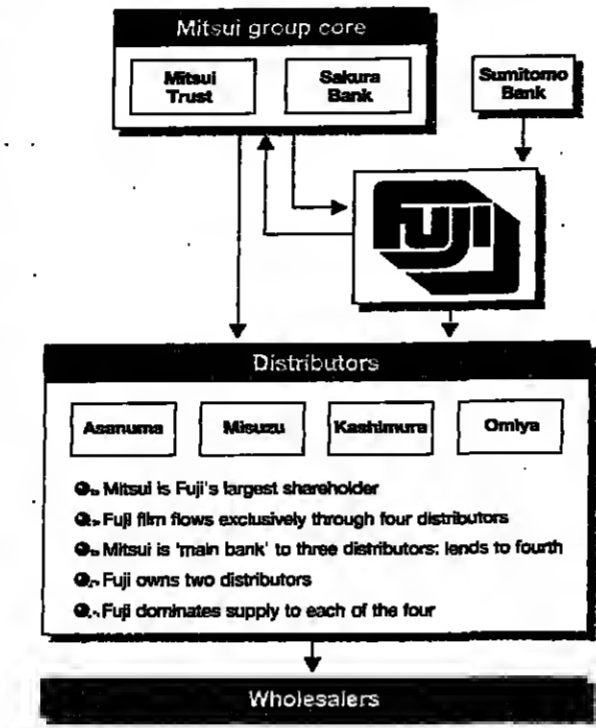 Mitsui group core
Mitsui
Trust
Sakura
Bank
Sumitomo
Bank
FUJI
Distributors
Asanuma
Misuzu
Kashimura
Omiya
Mitsui is Fuji's largest shareholder
Fuji film flows exclusively through four distributors
Mitsui is 'main bank' to three distributors: lends to fourth
Fuji owns two distributors
Fuji dominates supply to each of the four
Wholesalers